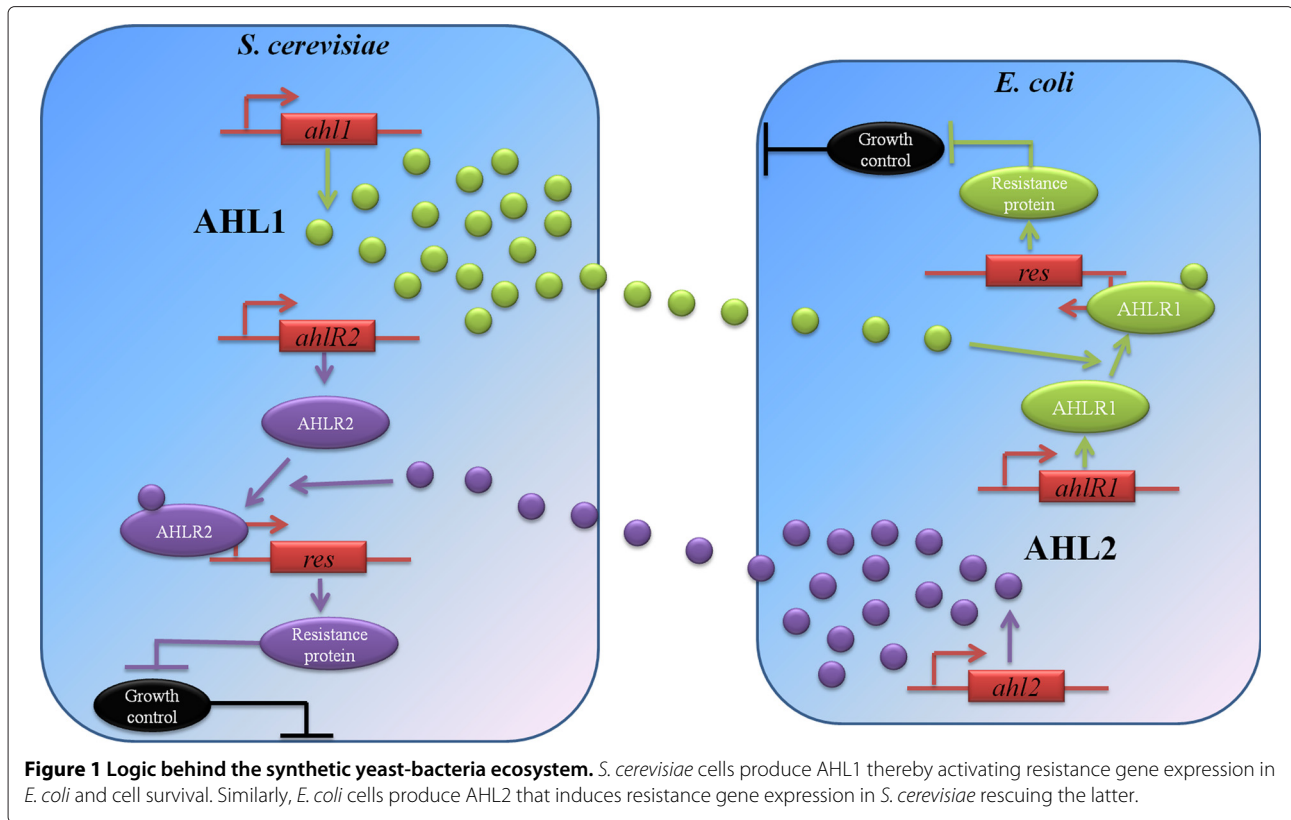 S. cerevisiae
ahl1
AHL1
ahlR2
AHLR2
AHLR2
res
Resistance
protein
Growth
control
E. coli
Growth
control
Resistance
protein
res
AHLR1
AHLR1
ahlR1
AHL2
ahl2
Figure 1 Logic behind the synthetic yeast-bacteria ecosystem. S. cerevisiae cells produce AHL1 thereby activating resistance gene expression in
E. coli and cell survival. Similarly, E. coli cells produce AHL2 that induces resistance gene expression in S. cerevisiae rescuing the latter.